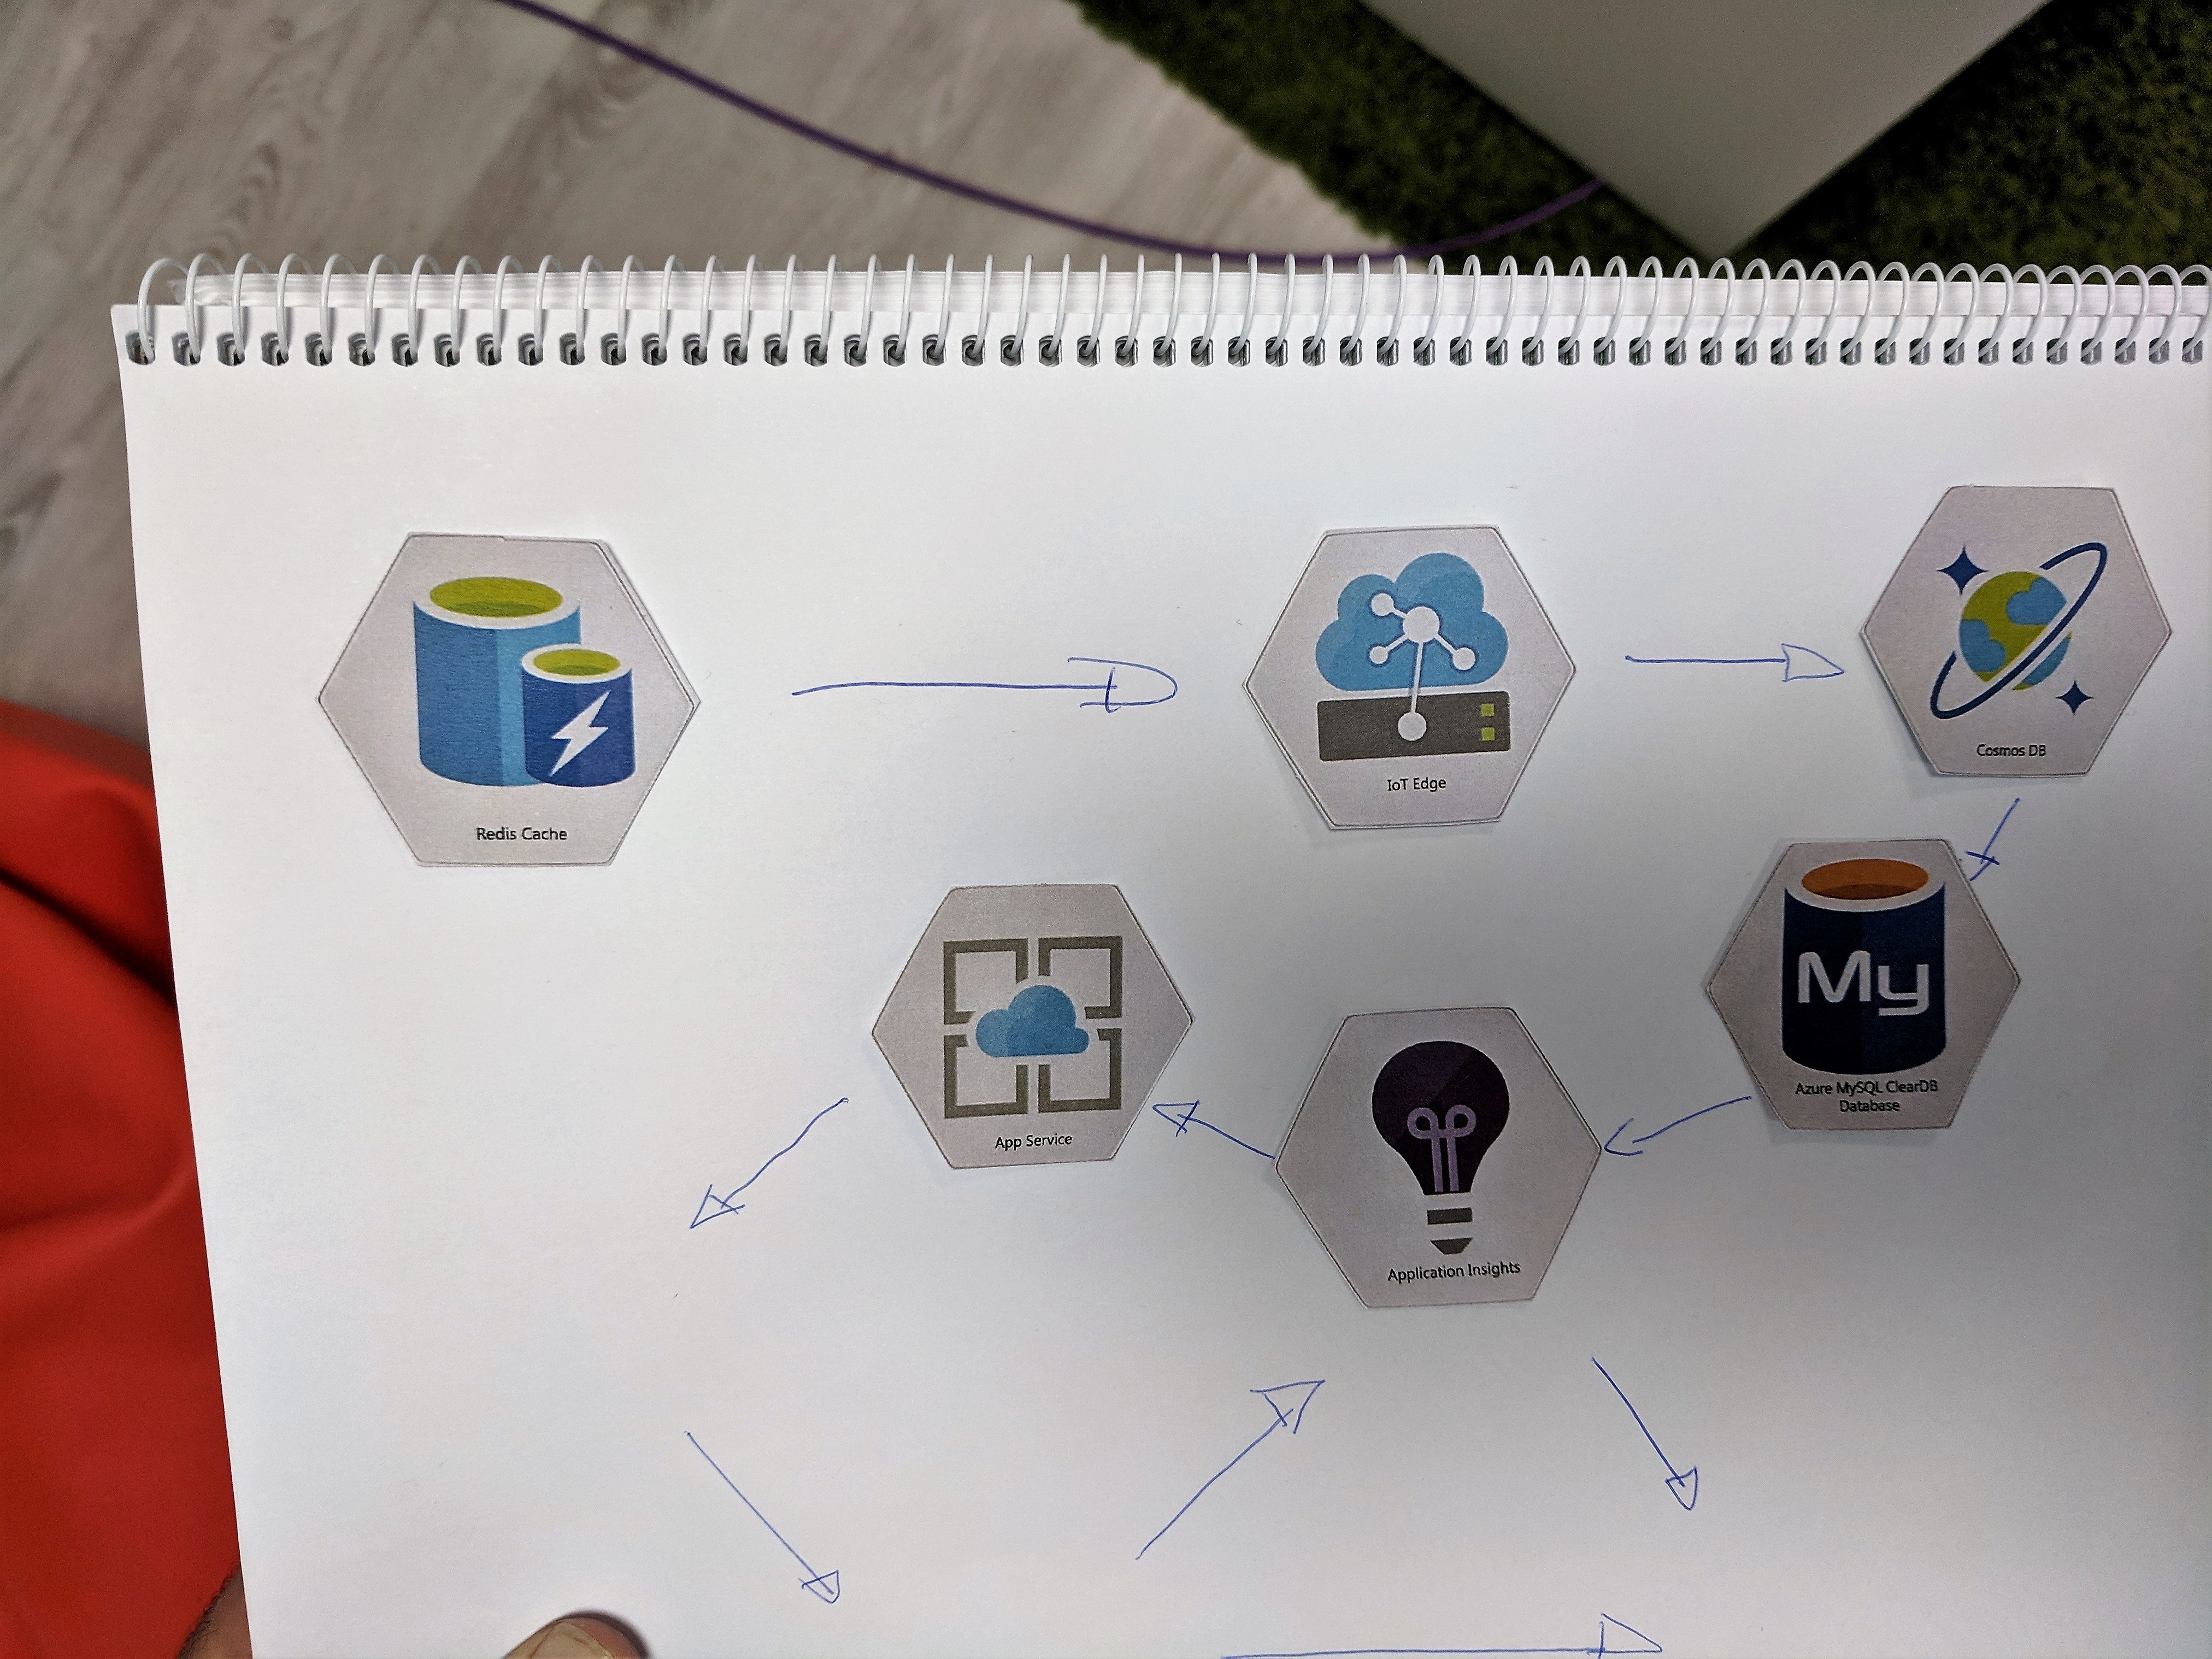 Redis Cache
IoT Edge
Cosmos DB
My
Azure MySQL ClearDB
Database
App Service
Application Insights